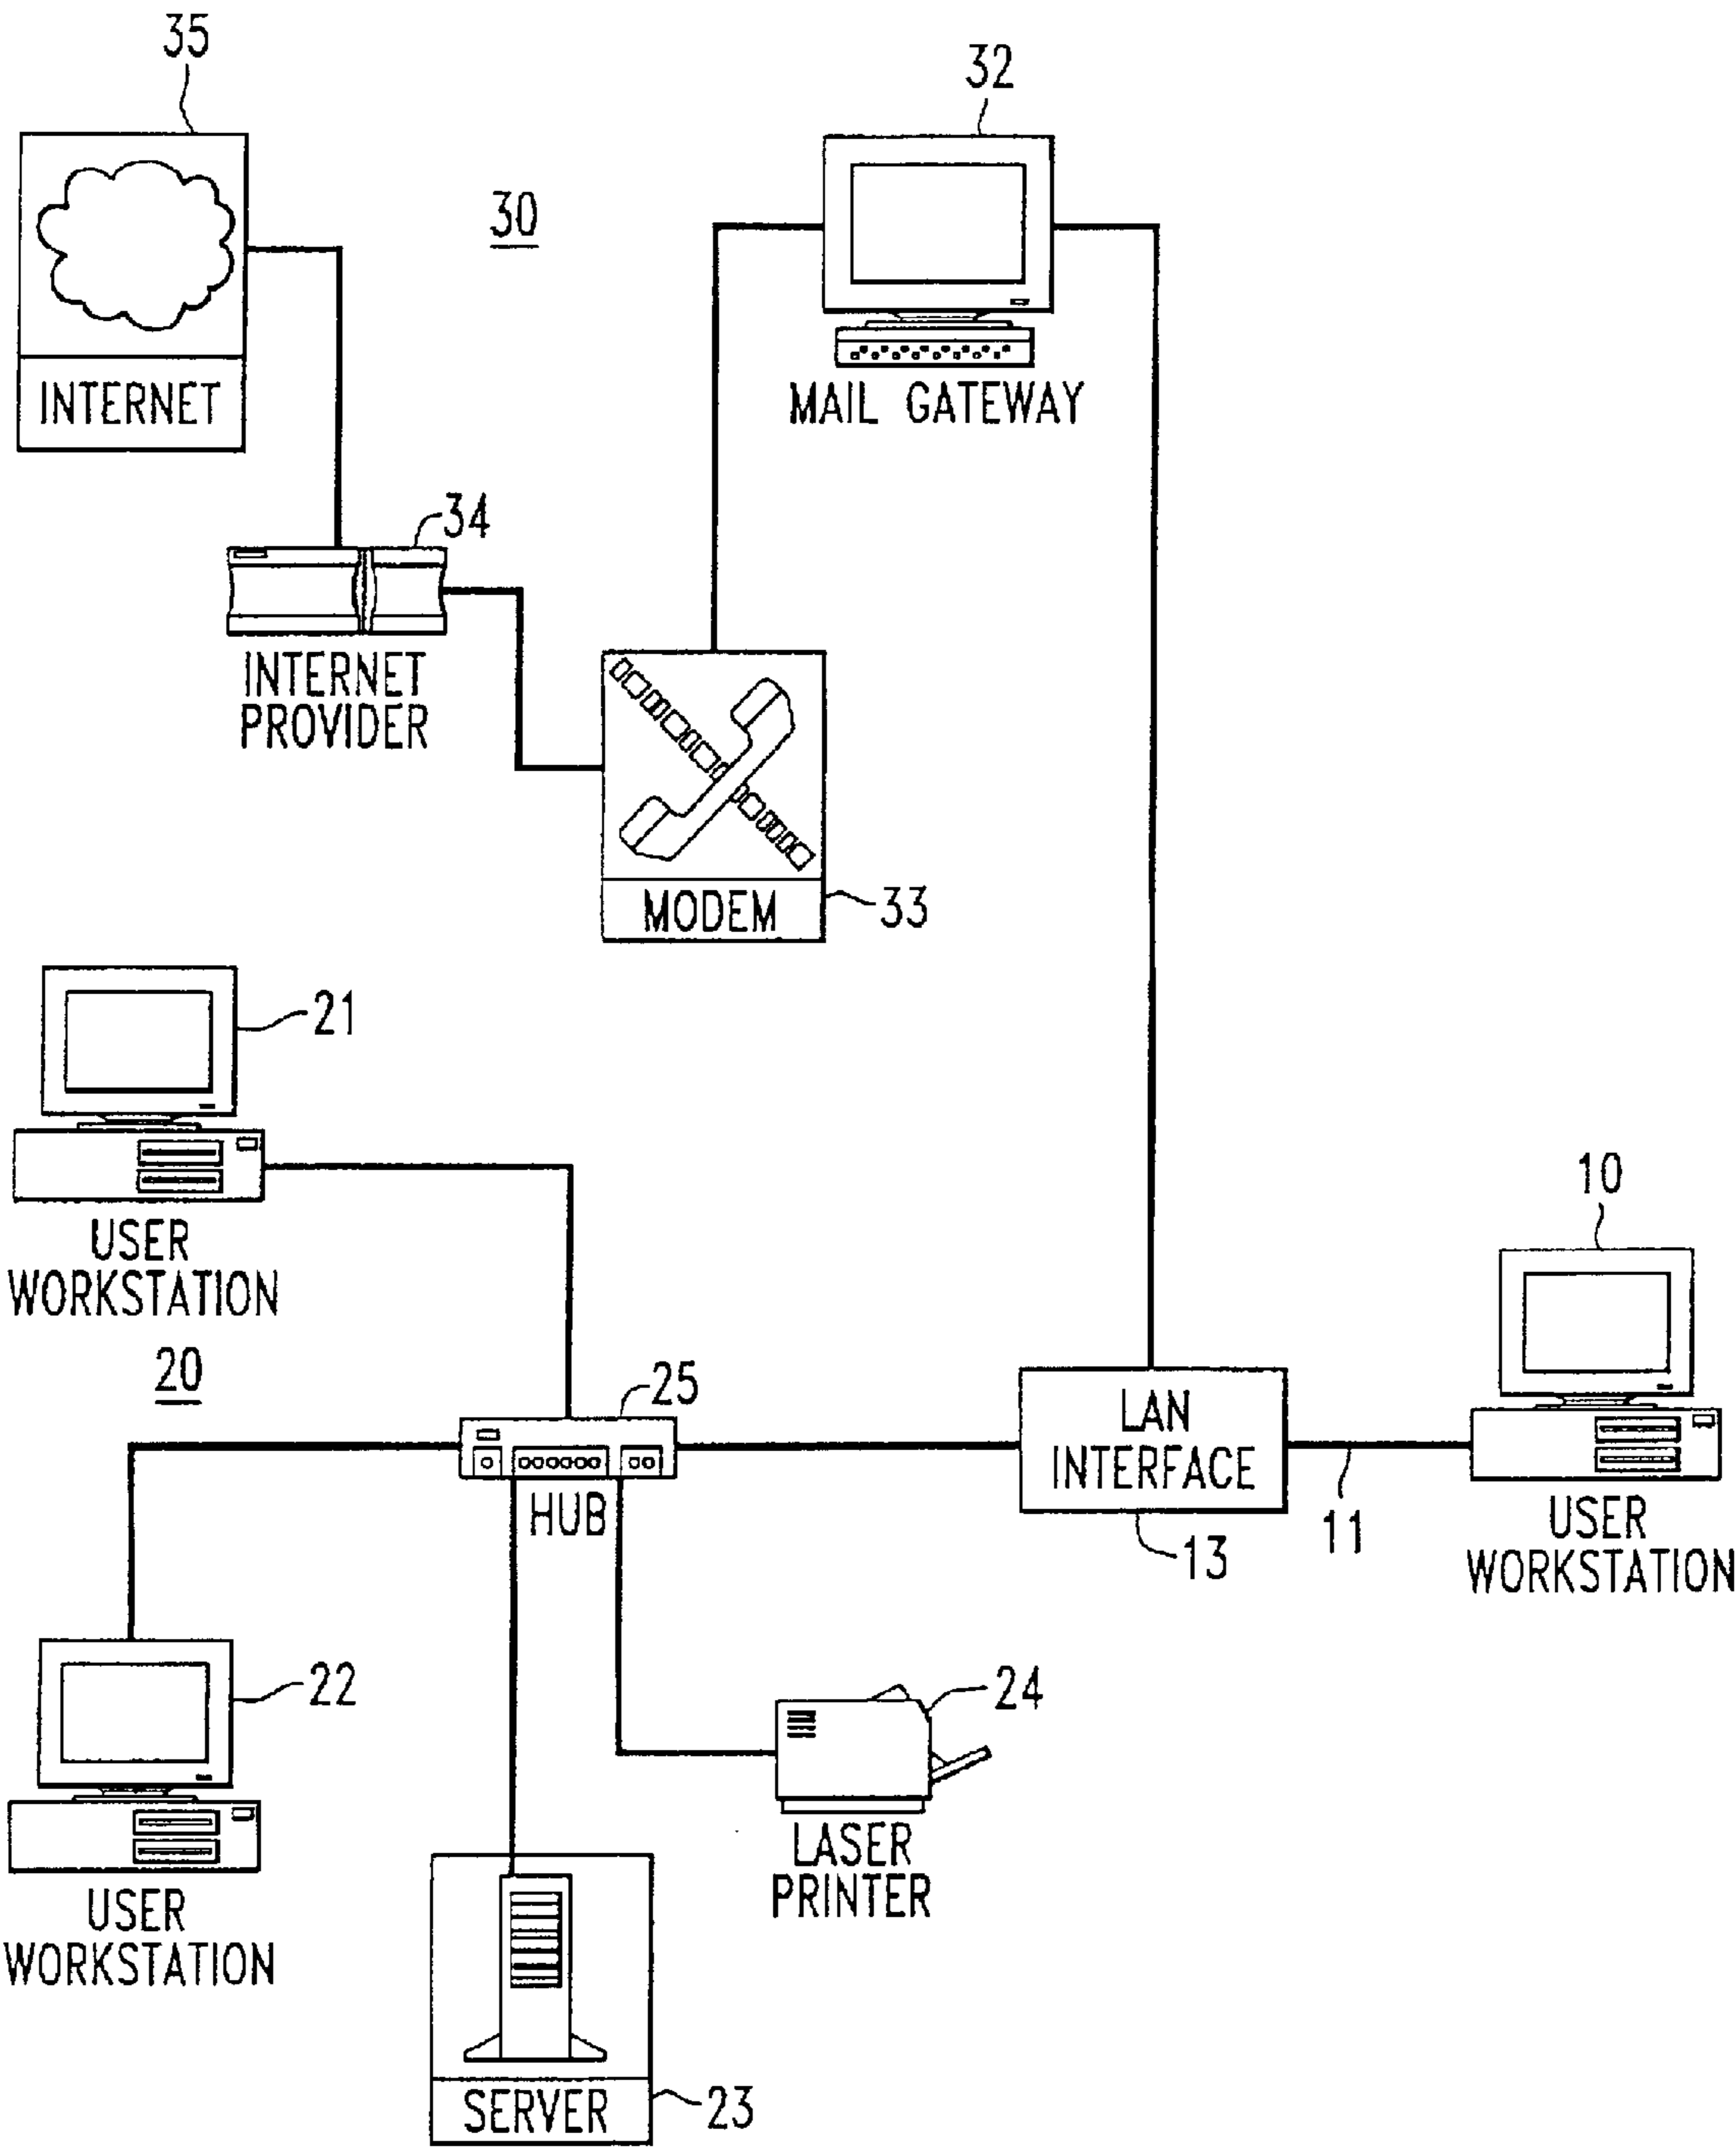 35
32
30
INTERNET
MAIL GATEWAY
34
INTERNET
PROVIDER
MODEM
33
21
USER
WORKSTATION
10
20
25
LAN
INTERFACE
HUB
11
13
USER
WORKSTATION
22
24
LASER
PRINTER
USER
WORKSTATION
SERVER
23